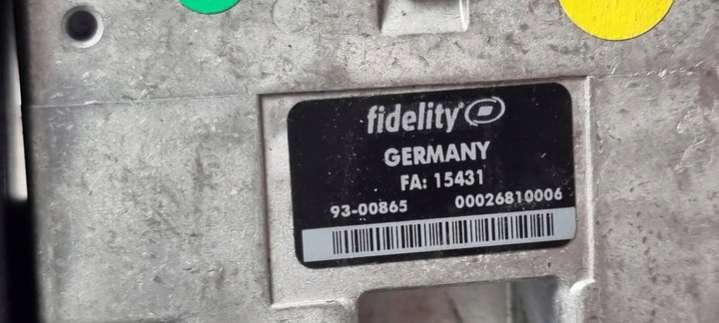 fidelity
GERMANY
FA: 15431
93-00865 00026810006